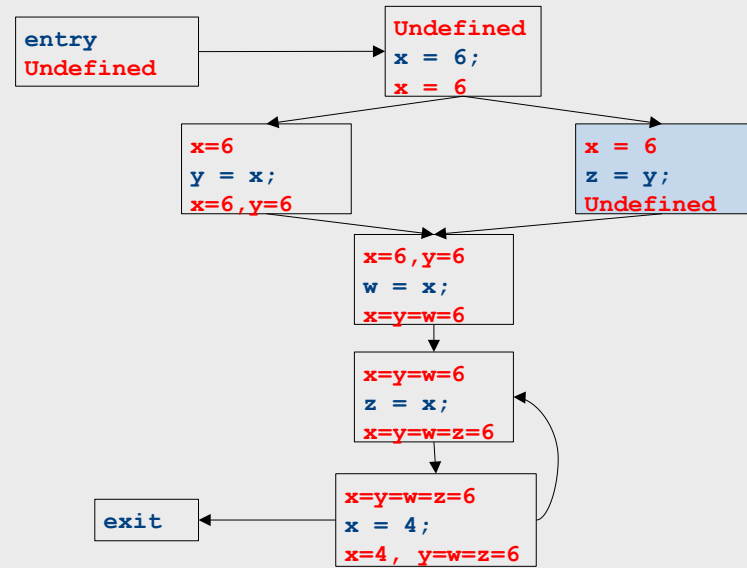 entry
Undefined
Undefined
x = 6;
x = 6
x=6
y = x;
x=6,y=6
x = 6
z = y;
Undefined
x=6,y=6
w = x;
x=y=w=6
x=y=w=6
z = x;
x=y=w=z=6
x=y=w=z=6
x = 4;
x=4, y=w=z=6
exit